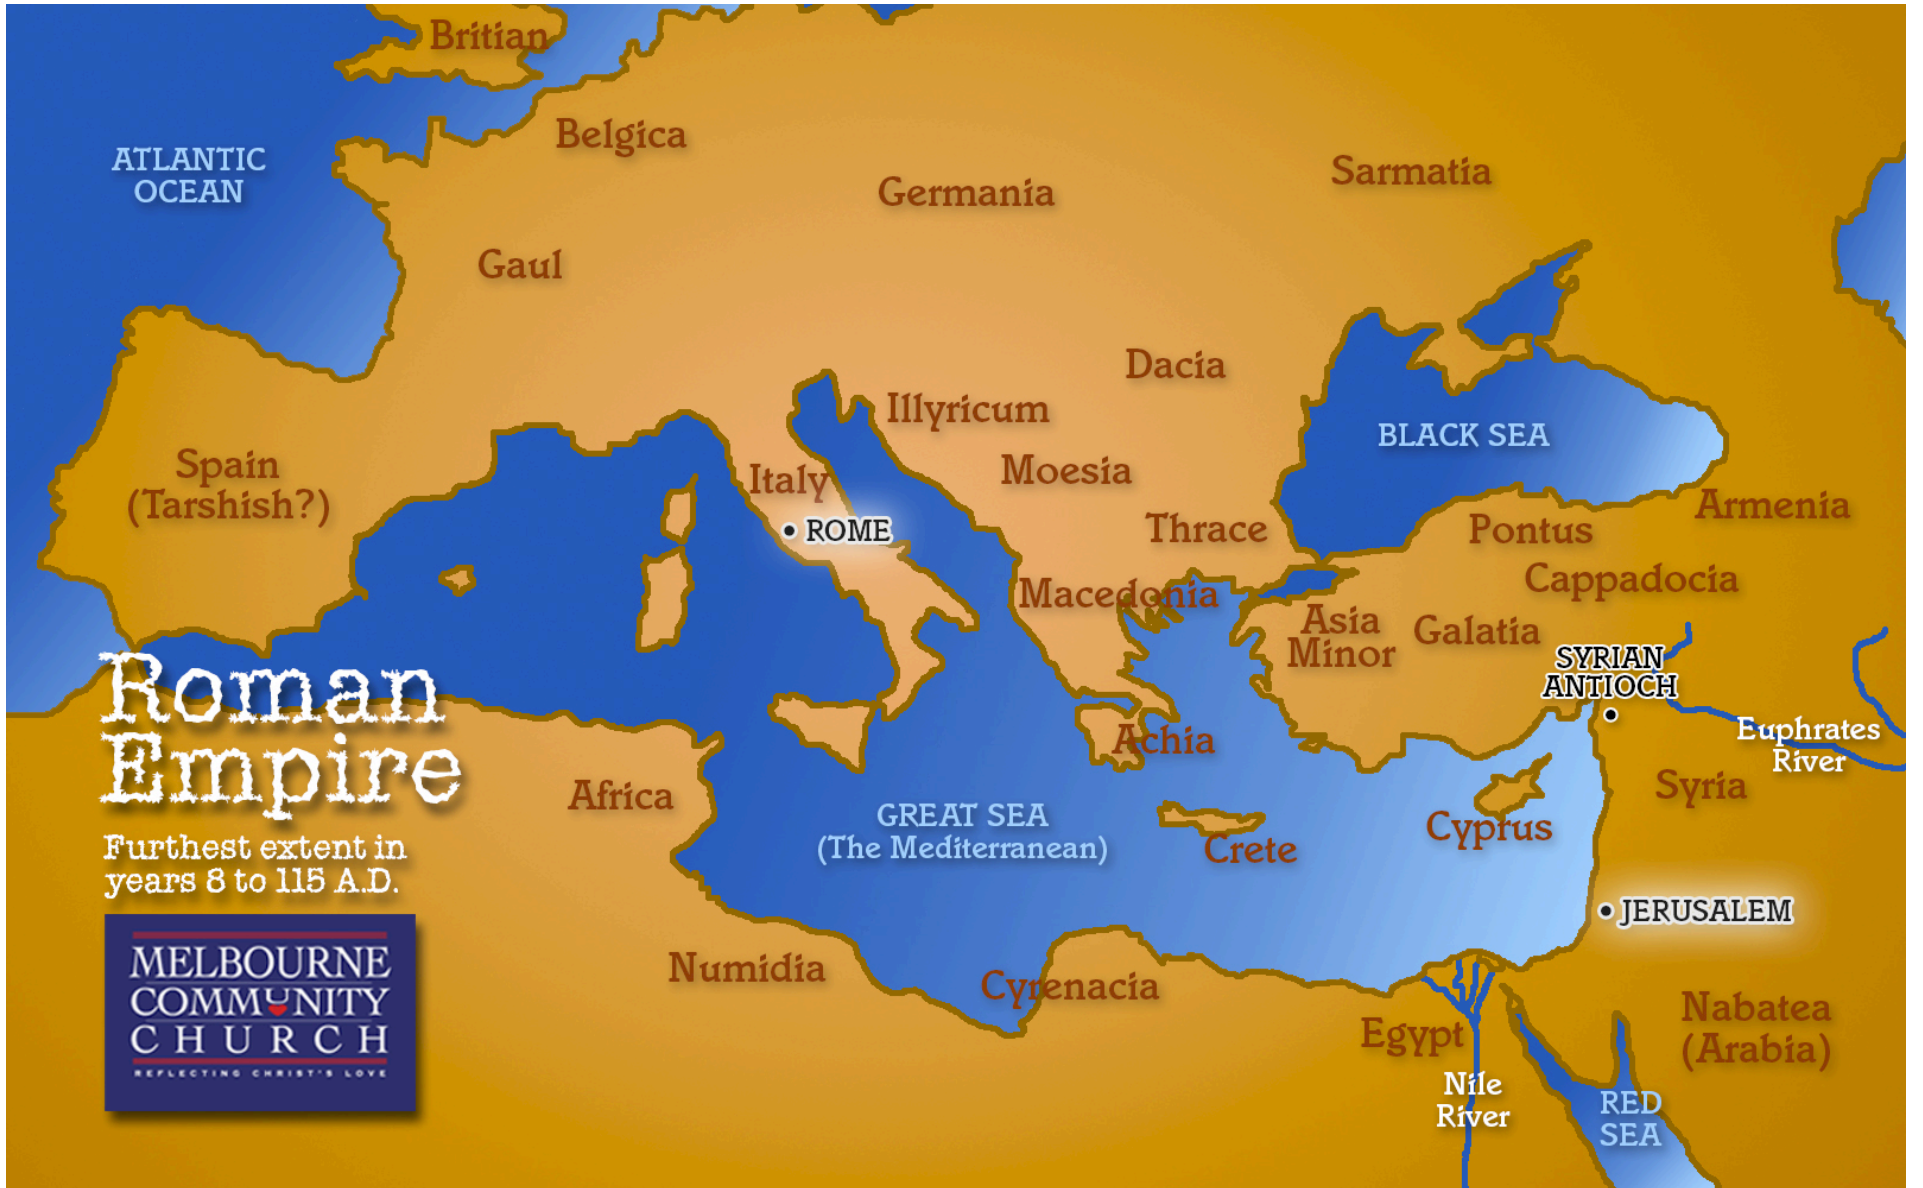 Britian
Belgica
ATLANTIC
OCEAN
Sarmatia
Germania
Gaul
Dacia
Illyricum
BLACK SEA
Spain
(Tarshish?)
Italy
Moesia
ROME
Thrace
Pontus
Armenia
Macedonia
Cappadocia
Asia
Minor
Galatia
SYRIAN
ANTIOCH
Roman
Empire
Furthest extent in
years 8 to 115 A.D.
Achia
Euphrates
River
Africa
Syria
GREAT SEA
(The Mediterranean)
Crete
Cyprus
JERUSALEM
Numidia
Cyrenacia
Egypt
Nabatea
(Arabia)
Nile
River
RED
SEA
MELBOURNE
COMMUNITY
CHURCH
REFLECTING CHRIST'S LOVE